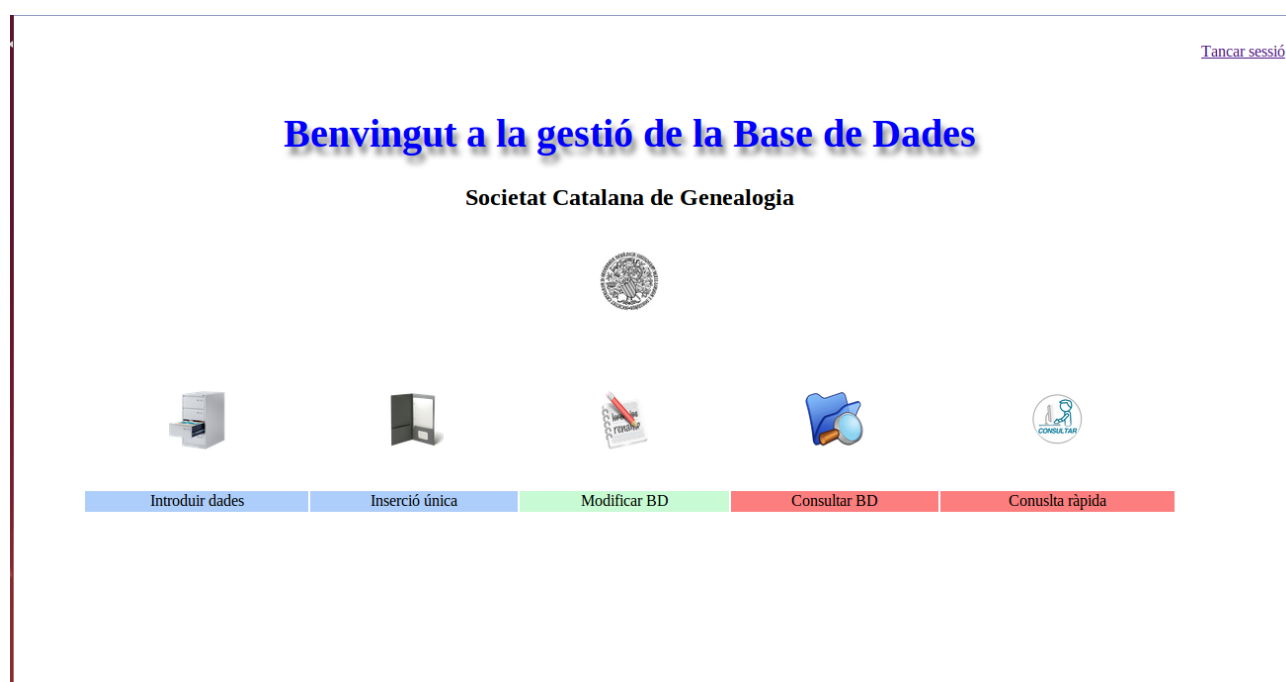 Tancar sessió
Benvingut a la gestió de la Base de Dades
Societat Catalana de Genealogia
CONSULTAR
Introduir dades
Inserció única
Modificar BD
Consultar BD
Conuslta ràpida